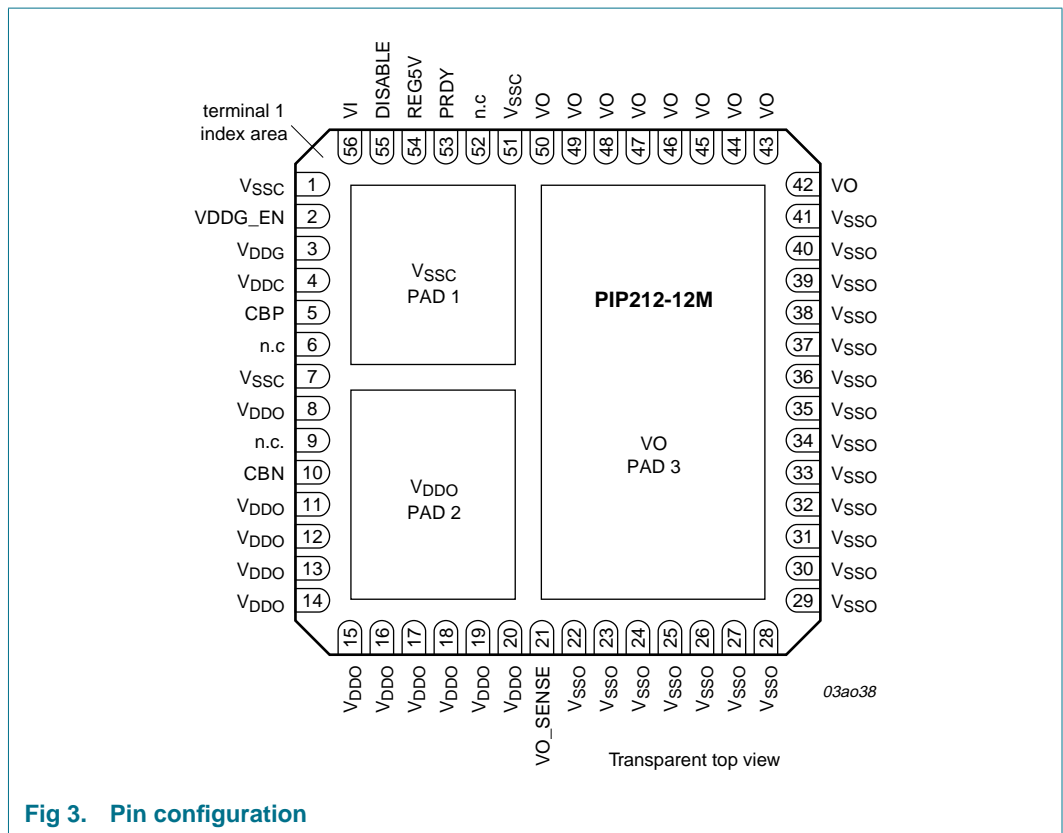 terminal 1
index area
VI
DISABLE
REG5V
PRDY
n.c
VSSC
VO
VO
VO
VO
VO
VO
VO
VO
56
55
54
53
52
51
50
49
48
47
46
45
44
43
VSSC 1
VDDG_EN 2
VDDG 3
VDDC 4
CBP 5
n.c 6
VSSC 7
VDDO 8
n.c. 9
CBN 10
VDDO 11
VDDO 12
VDDO 13
VDDO 14
VSSC
PAD 1
VDDO
PAD 2
PIP212-12M
VO
PAD 3
42 VO
41 VSSO
40 VSSO
39 VSSO
38 VSSO
37 VSSO
36 VSSO
35 VSSO
34 VSSO
33 VSSO
32 VSSO
31 VSSO
30 VSSO
29 VSSO
15
16
17
18
19
20
21
22
23
24
25
26
27
28
VDDO
VDDO
VDDO
VDDO
VDDO
VDDO
VO_SENSE
VSSO
VSSO
VSSO
VSSO
VSSO
VSSO
VSSO
03ao38
Transparent top view
Fig 3. Pin configuration